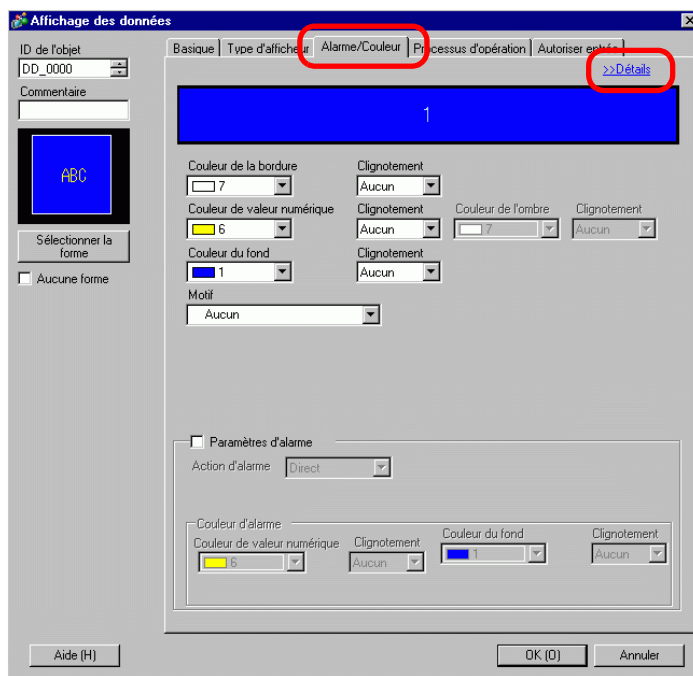 Affichage des données
ID de l'objet
DD_0000
Commentaire
ABC
Sélectionner la
forme
Aucune forme
Basique Type d'afficheur Alarme/Couleur Processus d'opération Autoriser entrée
>>Détails
1
Couleur de la bordure Clignotement
7 Aucun
Couleur de valeur numérique Clignotement Couleur de l'ombre Clignotement
6 Aucun 7 Aucun
Couleur du fond Clignotement
1 Aucun
Motif
Aucun
Paramètres d'alarme
Action d'alarme Direct
Couleur d'alarme
Couleur de valeur numérique Clignotement Couleur du fond Clignotement
6 Aucun 1 Aucun
Aide (H) OK (O) Annuler